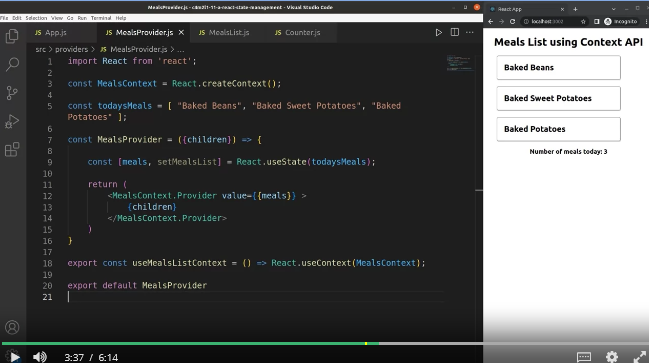 MealsProvider.js - c8m2l1-11-a-react-state-management - Visual Studio Code
File Edit Selection View Go Run Terminal Help
JS App.js
JS MealsProvider.js ×
JS MealsList.js
JS Counter.js
src > providers > JS MealsProvider.js > ...
1 import React from 'react';
2
3 const MealsContext = React.createContext();
4
5 const todaysMeals = [ "Baked Beans", "Baked Sweet Potatoes", "Baked
Potatoes" ];
6
7 const MealsProvider = ({children}) => {
8
9 const [meals, setMealsList] = React.useState(todaysMeals);
10
11 return (
12 <MealsContext.Provider value={{meals}} >
13 {children}
14 </MealsContext.Provider>
15 )
16 }
17
18 export const useMealsListContext = () => React.useContext(MealsContext);
19
20 export default MealsProvider
21
React App
localhost:3002
Incognito
Meals List using Context API
Baked Beans
Baked Sweet Potatoes
Baked Potatoes
Number of meals today: 3
3:37 / 6:14